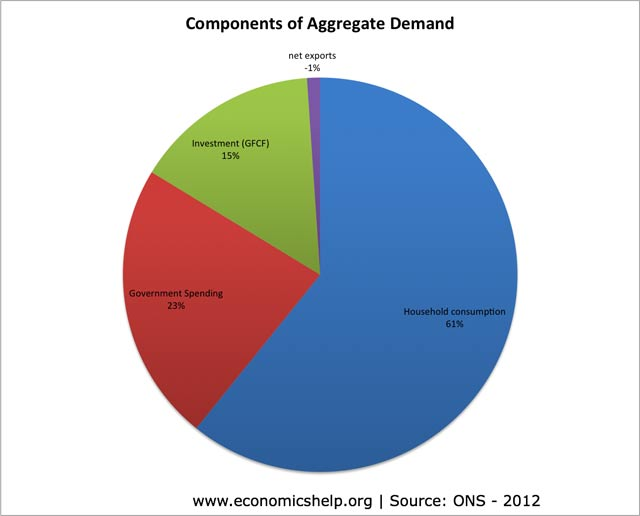 Components of Aggregate Demand
net exports
-1%
Investment (GFCF)
15%
Government Spending
23%
Household consumption
61%
www.economicshelp.org | Source: ONS - 2012